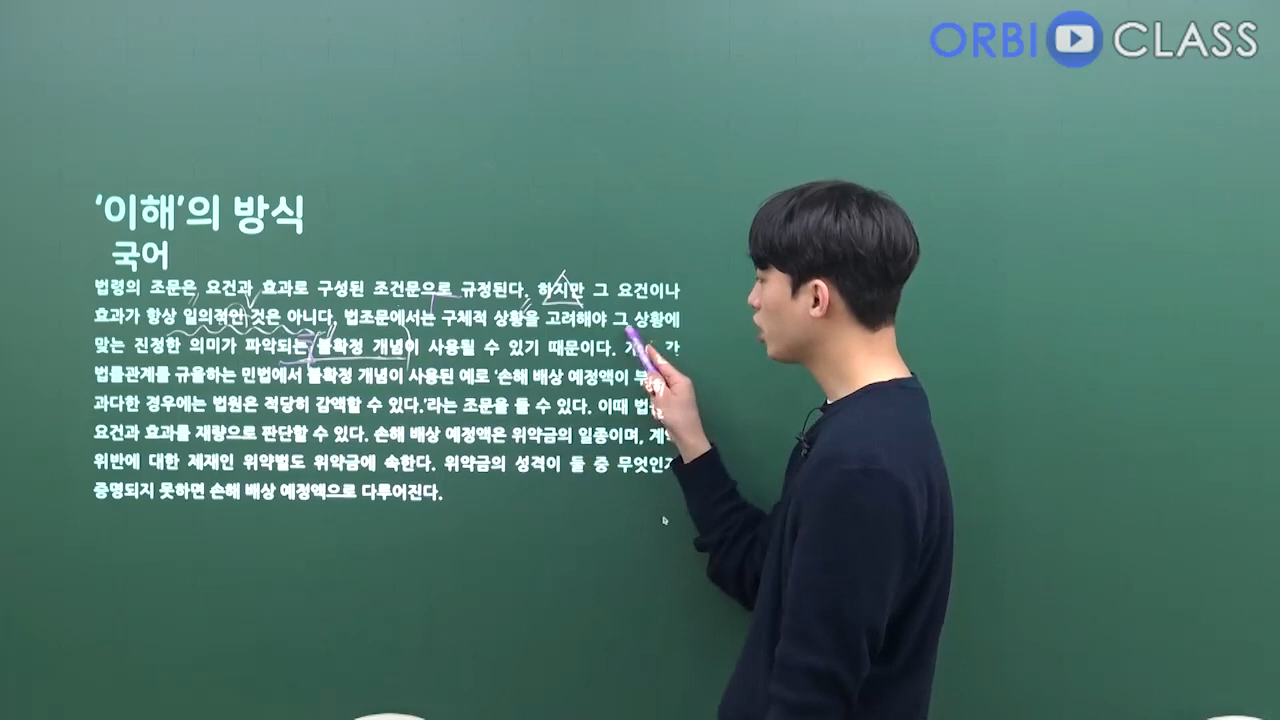 ORBI CLASS
‘이해’의 방식
국어
법령의 조문은 요건과 효과로 구성된 조건문으로 규정된다. 하지만 그 요건이나
효과가 항상 일의적인 것은 아니다. 법조문에서는 구체적 상황을 고려해야 그 상황에
맞는 진정한 의미가 파악되는 불확정 개념이 사용될 수 있기 때문이다. 간
법률관계를 규율하는 민법에서 불확정 개념이 사용된 예로 ‘손해 배상 예정액이
과다한 경우에는 법원은 적당히 감액할 수 있다.’라는 조문을 들 수 있다. 이때
요건과 효과를 재량으로 판단할 수 있다. 손해 배상 예정액은 위약금의 일종이며,
위반에 대한 제재인 위약벌도 위약금에 속한다. 위약금의 성격이 둘 중 무엇인지
증명되지 못하면 손해 배상 예정액으로 다루어진다.